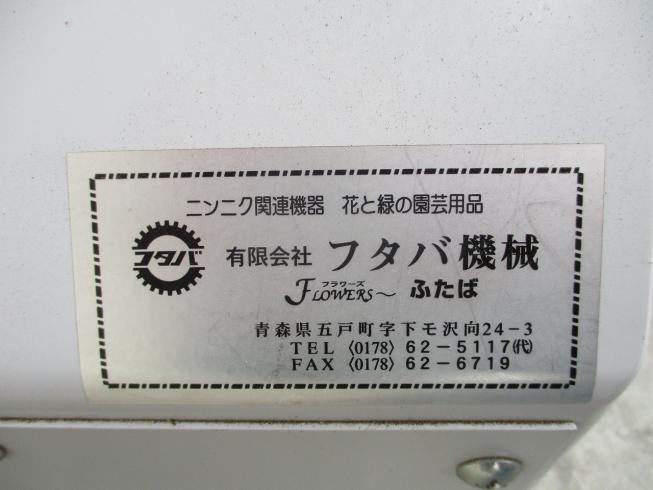 ニンニク関連機器 花と緑の園芸用品
フタバ
有限会社 フタバ機械
フラワーズ
FLOWERS～ ふたば
青森県五戸町字下モ沢向24-3
TEL〈0178〉62-5117㈹
FAX〈0178〉62-6719